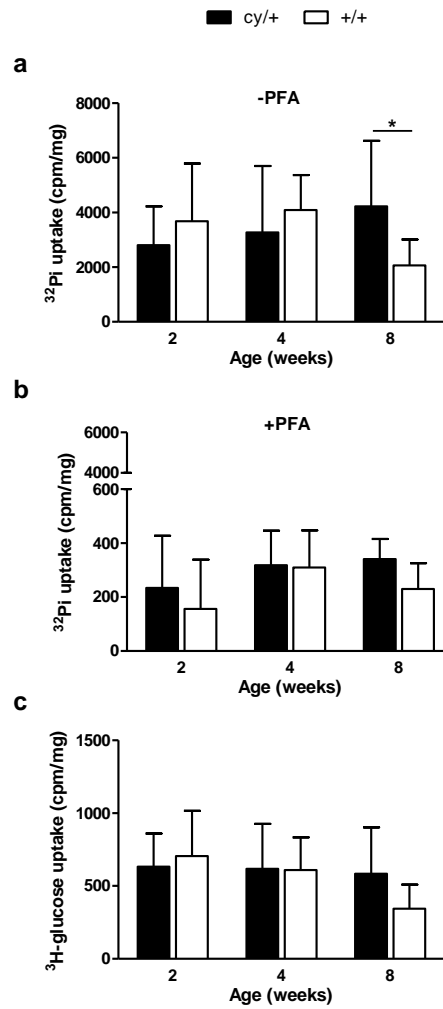 cy/+ +/+
a
-PFA
8000
6000
4000
2000
0
³²Pi uptake (cpm/mg)
*
2 4 8
Age (weeks)
b
+PFA
6000
4000
600
400
200
0
³²Pi uptake (cpm/mg)
2 4 8
Age (weeks)
c
1500
1000
500
0
³H-glucose uptake (cpm/mg)
2 4 8
Age (weeks)